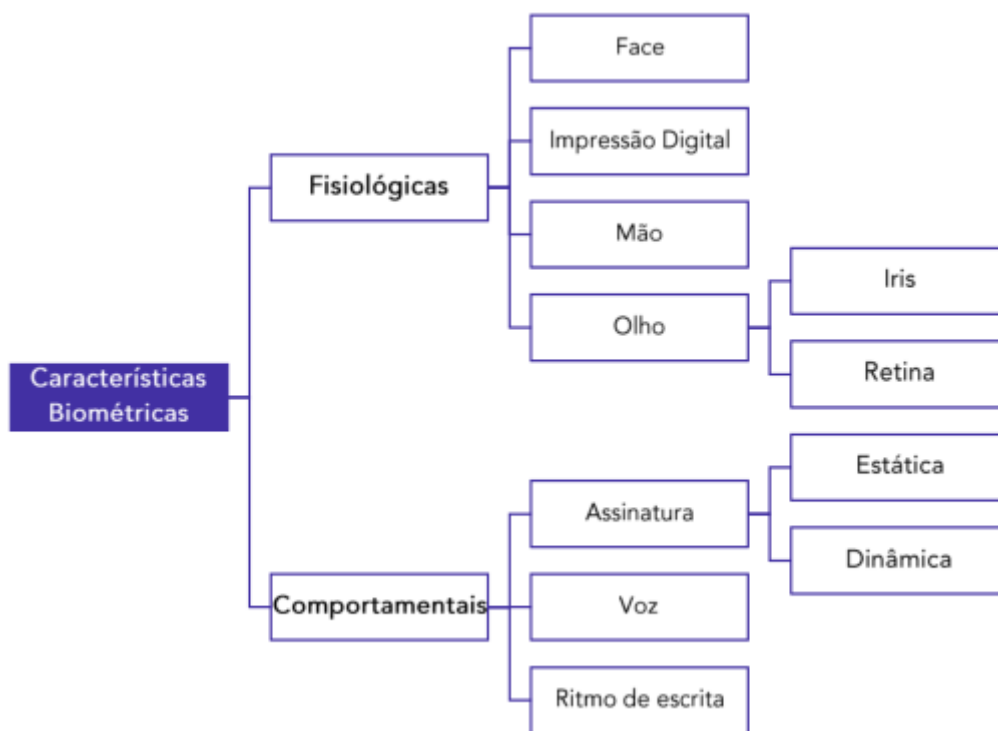 Face
Impressão Digital
Fisiológicas
Mão
Iris
Olho
Retina
Características
Biométricas
Estática
Assinatura
Dinâmica
Comportamentais
Voz
Ritmo de escrita